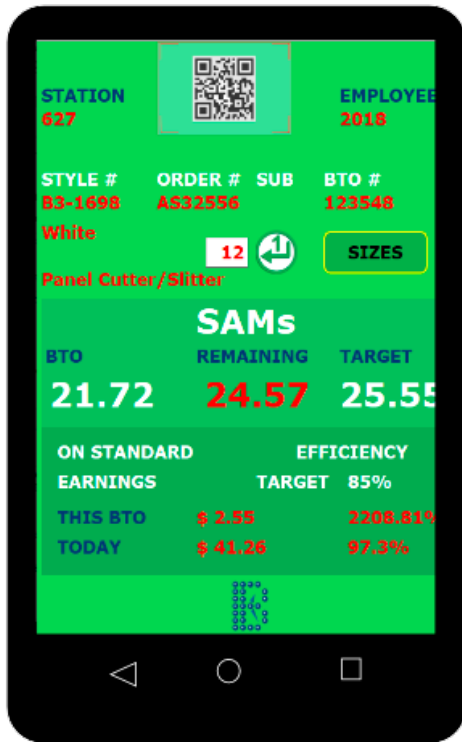 STATION EMPLOYEE
627 2018
STYLE # ORDER # SUB BTO #
B3-1698 AS32556 123548
White
12 1 SIZES
Panel Cutter/Slitter
SAMs
BTO REMAINING TARGET
21.72 24.57 25.55
ON STANDARD EFFICIENCY
EARNINGS TARGET 85%
THIS BTO $ 2.55 2208.81%
TODAY $ 41.26 97.3%